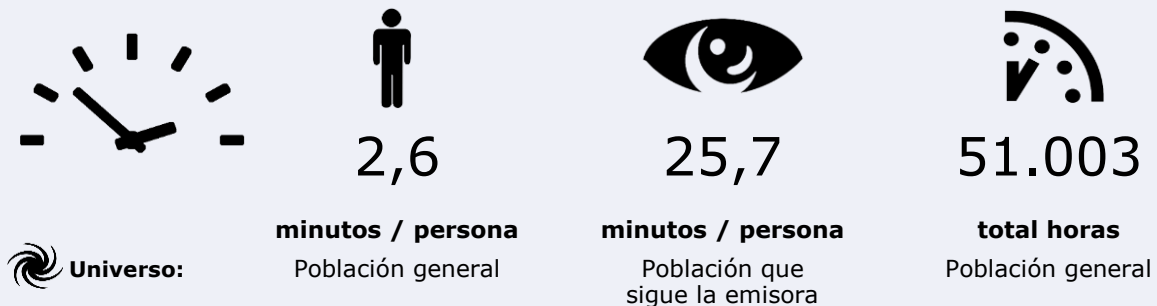 2,6
25,7
51.003
minutos / persona
minutos / persona
total horas
Universo:
Población general
Población que
sigue la emisora
Población general